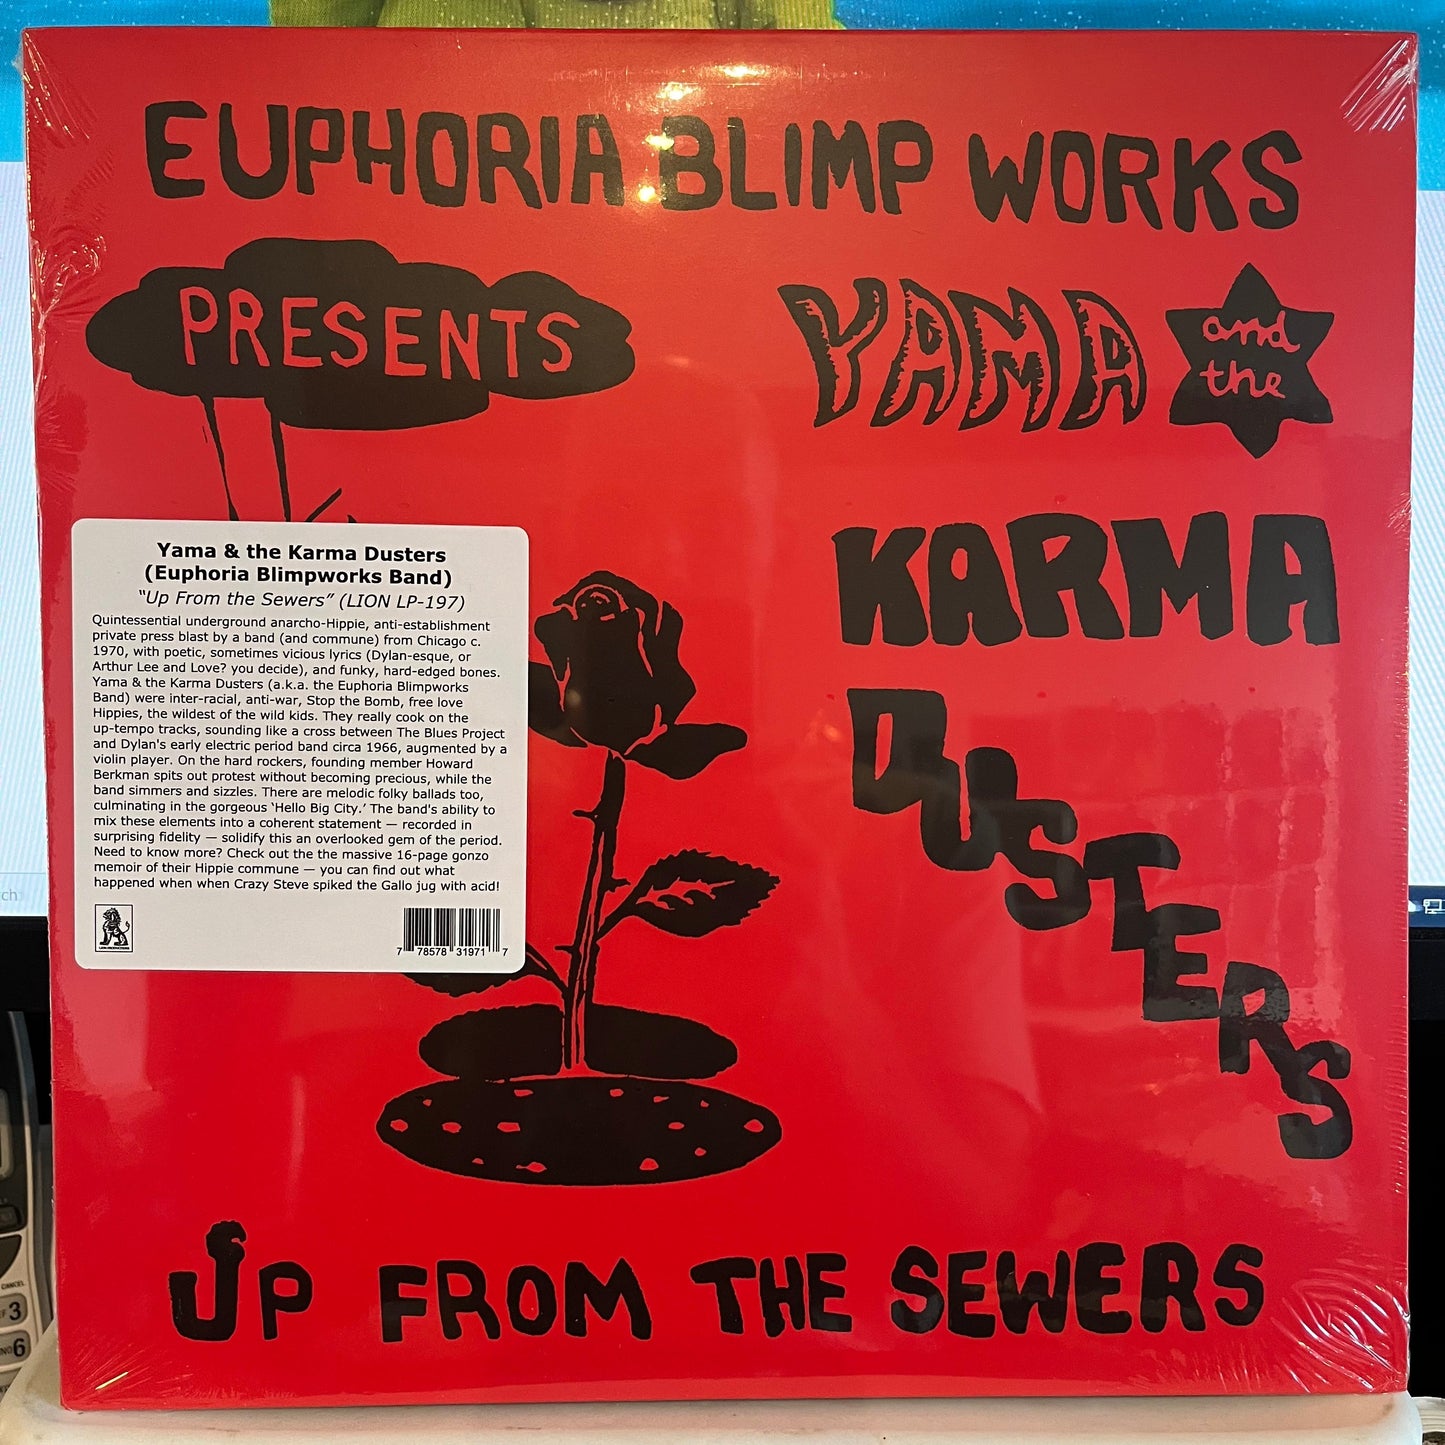 EUPHORIA BLIMP WORKS
PRESENTS
YAMA and the
KARMA
DUSTERS
Yama & the Karma Dusters
(Euphoria Blimpworks Band)
“Up From the Sewers” (LION LP-197)
Quintessential underground anarcho-Hippie, anti-establishment
private press blast by a band (and commune) from Chicago c.
1970, with poetic, sometimes vicious lyrics (Dylan-esque, or
Arthur Lee and Love? you decide), and funky, hard-edged bones.
Yama & the Karma Dusters (a.k.a. the Euphoria Blimpworks
Band) were inter-racial, anti-war, Stop the Bomb, free love
Hippies, the wildest of the wild kids. They really cook on the
up-tempo tracks, sounding like a cross between The Blues Project
and Dylan's early electric period band circa 1966, augmented by a
violin player. On the hard rockers, founding member Howard
Berkman spits out protest without becoming precious, while the
band simmers and sizzles. There are melodic folky ballads too,
culminating in the gorgeous ‘Hello Big City.’ The band's ability to
mix these elements into a coherent statement — recorded in
surprising fidelity — solidify this an overlooked gem of the period.
Need to know more? Check out the the massive 16-page gonzo
memoir of their Hippie commune — you can find out what
happened when when Crazy Steve spiked the Gallo jug with acid!
7 78578 31971 7
UP FROM THE SEWERS
CANCEL
3
6